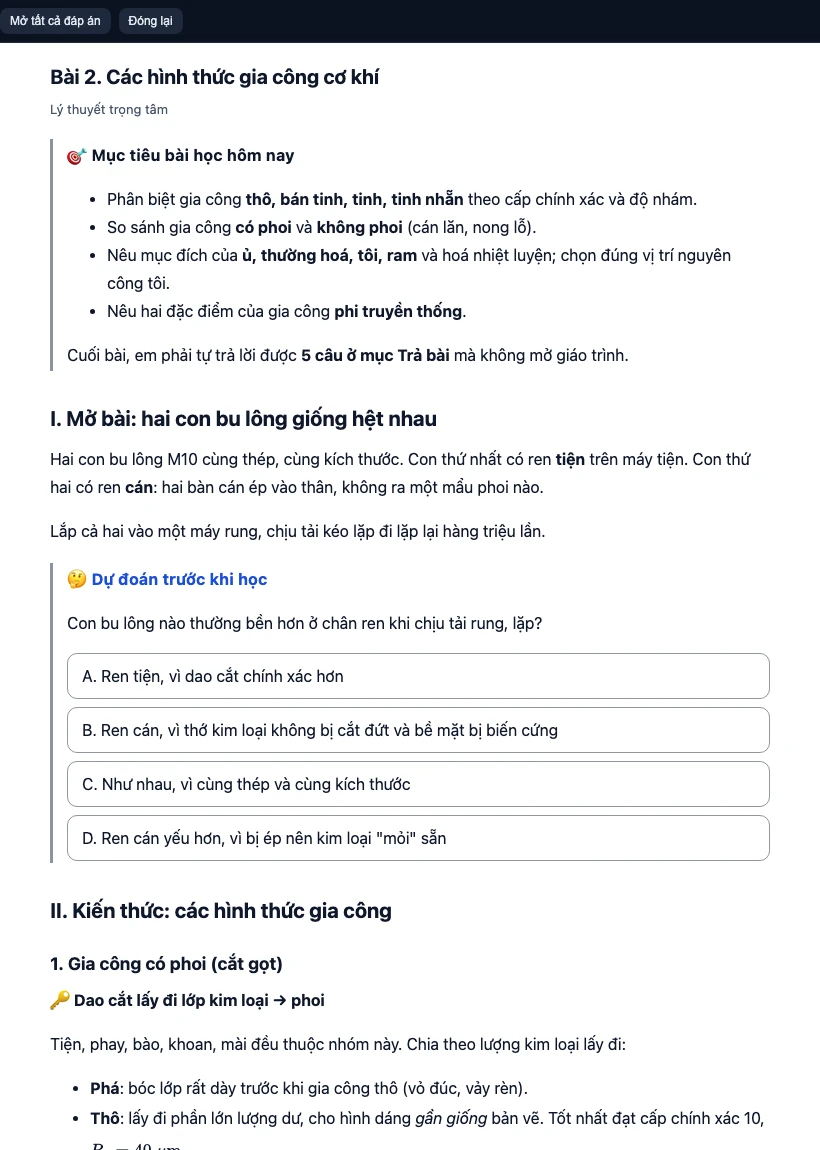 Mở tất cả đáp án
Đóng lại
Bài 2. Các hình thức gia công cơ khí
Lý thuyết trọng tâm
🎯 Mục tiêu bài học hôm nay
• Phân biệt gia công thô, bán tinh, tinh, tinh nhẵn theo cấp chính xác và độ nhám.
• So sánh gia công có phoi và không phoi (cán lăn, nong lỗ).
• Nêu mục đích của ủ, thường hoá, tôi, ram và hoá nhiệt luyện; chọn đúng vị trí nguyên
công tôi.
• Nêu hai đặc điểm của gia công phi truyền thống.
Cuối bài, em phải tự trả lời được 5 câu ở mục Trả bài mà không mở giáo trình.
I. Mở bài: hai con bu lông giống hệt nhau
Hai con bu lông M10 cùng thép, cùng kích thước. Con thứ nhất có ren tiện trên máy tiện. Con thứ
hai có ren cán: hai bàn cán ép vào thân, không ra một mẩu phoi nào.
Lắp cả hai vào một máy rung, chịu tải kéo lặp đi lặp lại hàng triệu lần.
🤔 Dự đoán trước khi học
Con bu lông nào thường bền hơn ở chân ren khi chịu tải rung, lặp?
A. Ren tiện, vì dao cắt chính xác hơn
B. Ren cán, vì thớ kim loại không bị cắt đứt và bề mặt bị biến cứng
C. Như nhau, vì cùng thép và cùng kích thước
D. Ren cán yếu hơn, vì bị ép nên kim loại "mỏi" sẵn
II. Kiến thức: các hình thức gia công
1. Gia công có phoi (cắt gọt)
🔑 Dao cắt lấy đi lớp kim loại → phoi
Tiện, phay, bào, khoan, mài đều thuộc nhóm này. Chia theo lượng kim loại lấy đi:
• Phá: bóc lớp rất dày trước khi gia công thô (vỏ đúc, vảy rèn).
• Thô: lấy đi phần lớn lượng dư, cho hình dáng gần giống bản vẽ. Tốt nhất đạt cấp chính xác 10,